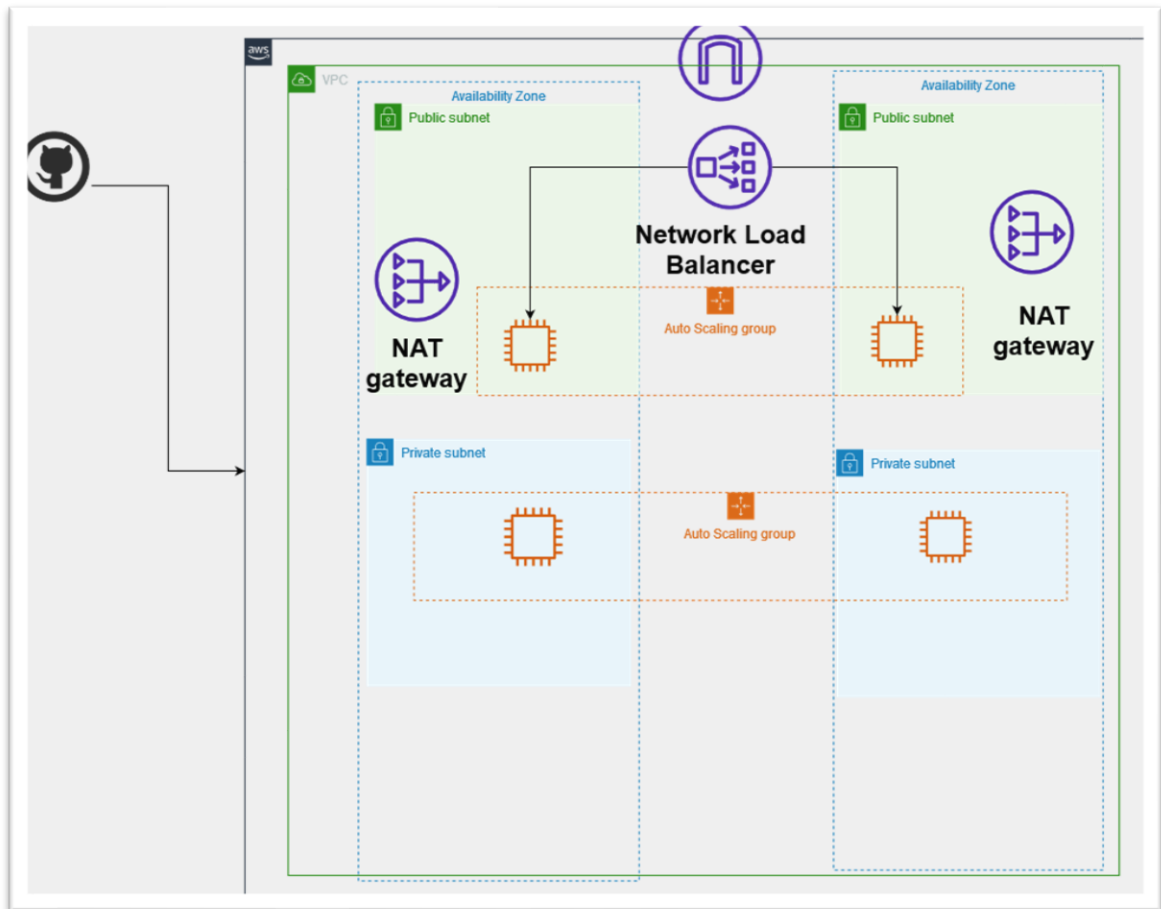 aws
VPC
Availability Zone
Availability Zone
Public subnet
Public subnet
Network Load
Balancer
NAT
gateway
NAT
gateway
Auto Scaling group
Private subnet
Private subnet
Auto Scaling group